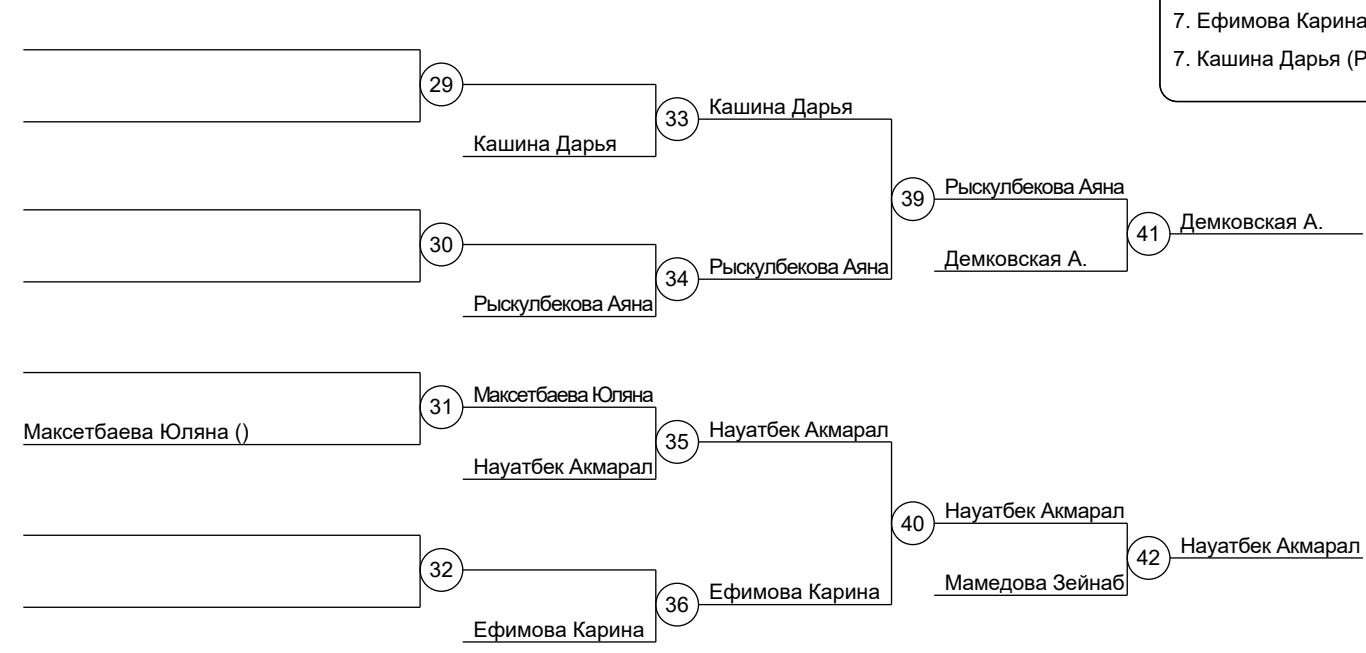 7. Ефимова Карина
7. Кашина Дарья (Р
29
33
Кашина Дарья
Кашина Дарья
39
Рыскулбекова Аяна
41
Демковская А.
30
34
Рыскулбекова Аяна
Демковская А.
Рыскулбекова Аяна
31
Максетбаева Юляна
35
Науатбек Акмарал
Максетбаева Юляна ()
Науатбек Акмарал
40
Науатбек Акмарал
42
Науатбек Акмарал
32
36
Ефимова Карина
Мамедова Зейнаб
Ефимова Карина